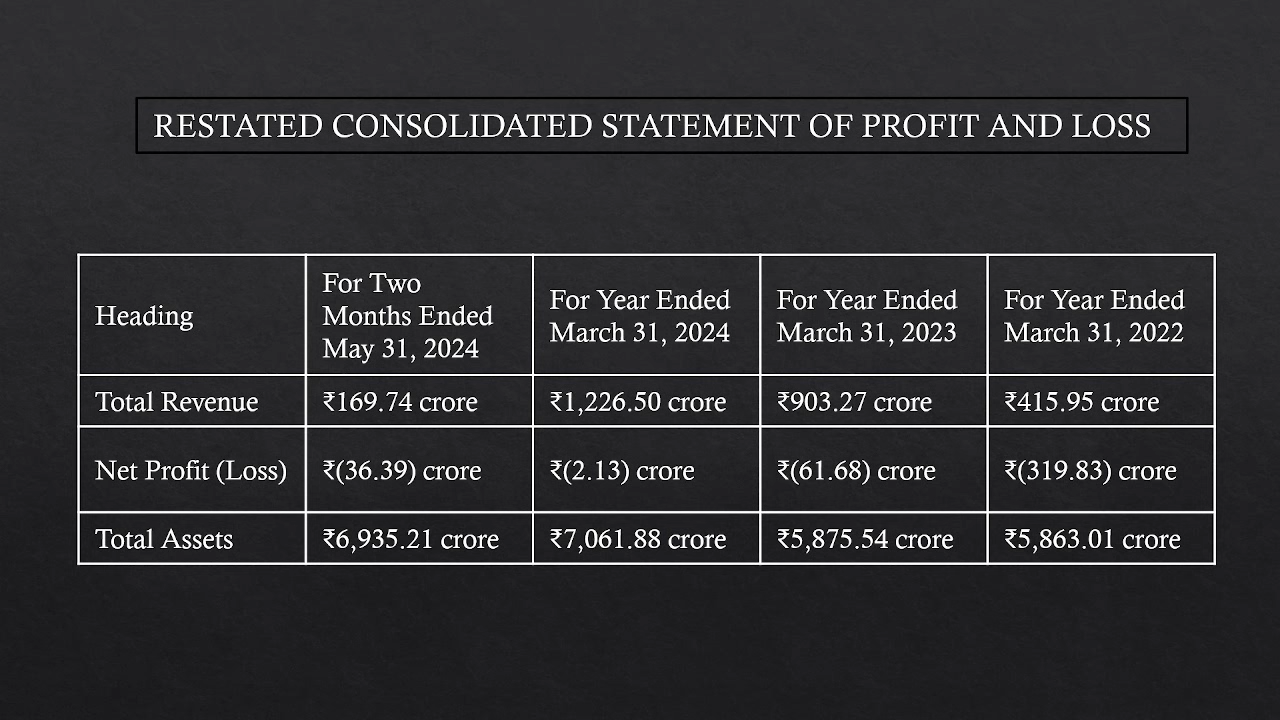 RESTATED CONSOLIDATED STATEMENT OF PROFIT AND LOSS
Heading
For Two
Months Ended
May 31, 2024
For Year Ended
March 31, 2024
For Year Ended
March 31, 2023
For Year Ended
March 31, 2022
Total Revenue
₹169.74 crore
₹1,226.50 crore
₹903.27 crore
₹415.95 crore
Net Profit (Loss)
₹(36.39) crore
₹(2.13) crore
₹(61.68) crore
₹(319.83) crore
Total Assets
₹6,935.21 crore
₹7,061.88 crore
₹5,875.54 crore
₹5,863.01 crore